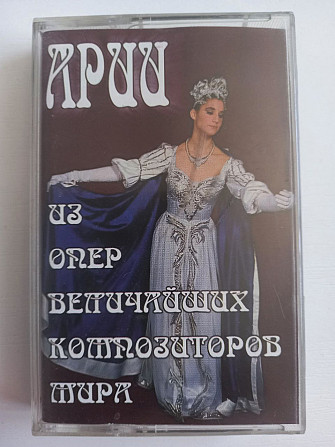 АРИИ
ИЗ
ОПЕР
ВЕЛИЧАЙШИХ
КОМПОЗИТОРОВ
МИРА